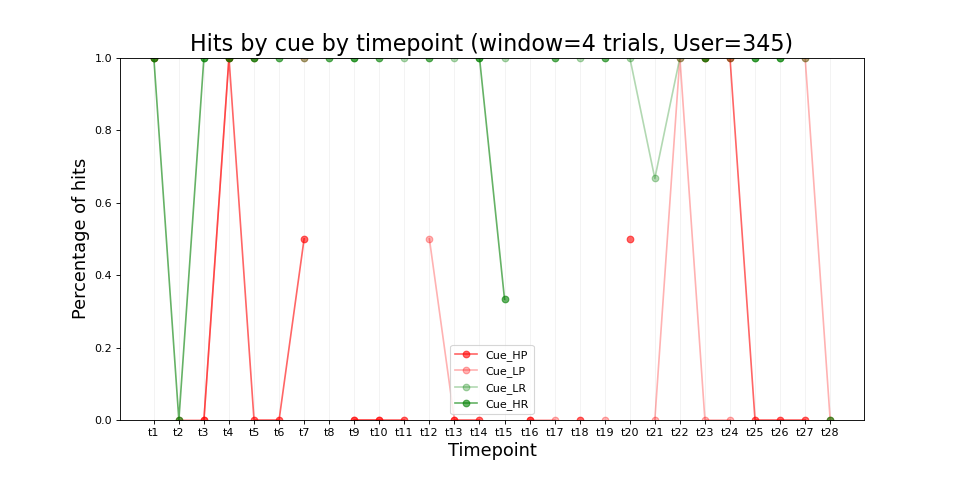 Hits by cue by timepoint (window=4 trials, User=345)
Percentage of hits
1.0
0.8
0.6
0.4
0.2
0.0
Cue_HP
Cue_LP
Cue_LR
Cue_HR
t1 t2 t3 t4 t5 t6 t7 t8 t9 t10 t11 t12 t13 t14 t15 t16 t17 t18 t19 t20 t21 t22 t23 t24 t25 t26 t27 t28
Timepoint